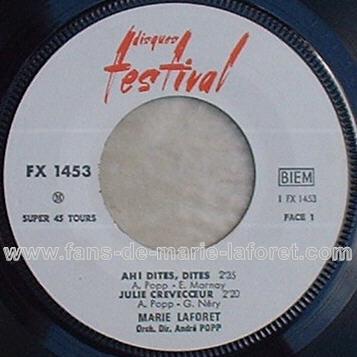 disques
festival
FX 1453
BIEM
1 FX 1453
SUPER 45 TOURS
FACE 1
www.fans-de-marie-laforet.com
AH! DITES, DITES 2'35
A. Popp - E. Marnay
JULIE CREVECŒUR 2'20
A. Popp - G. Néry
MARIE LAFORET
Orch. Dir. André POPP